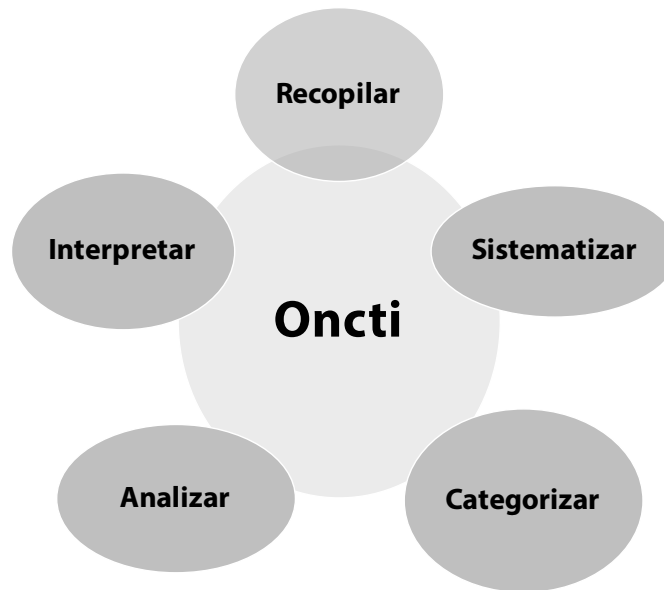 Recopilar
Interpretar
Sistematizar
Oncti
Analizar
Categorizar